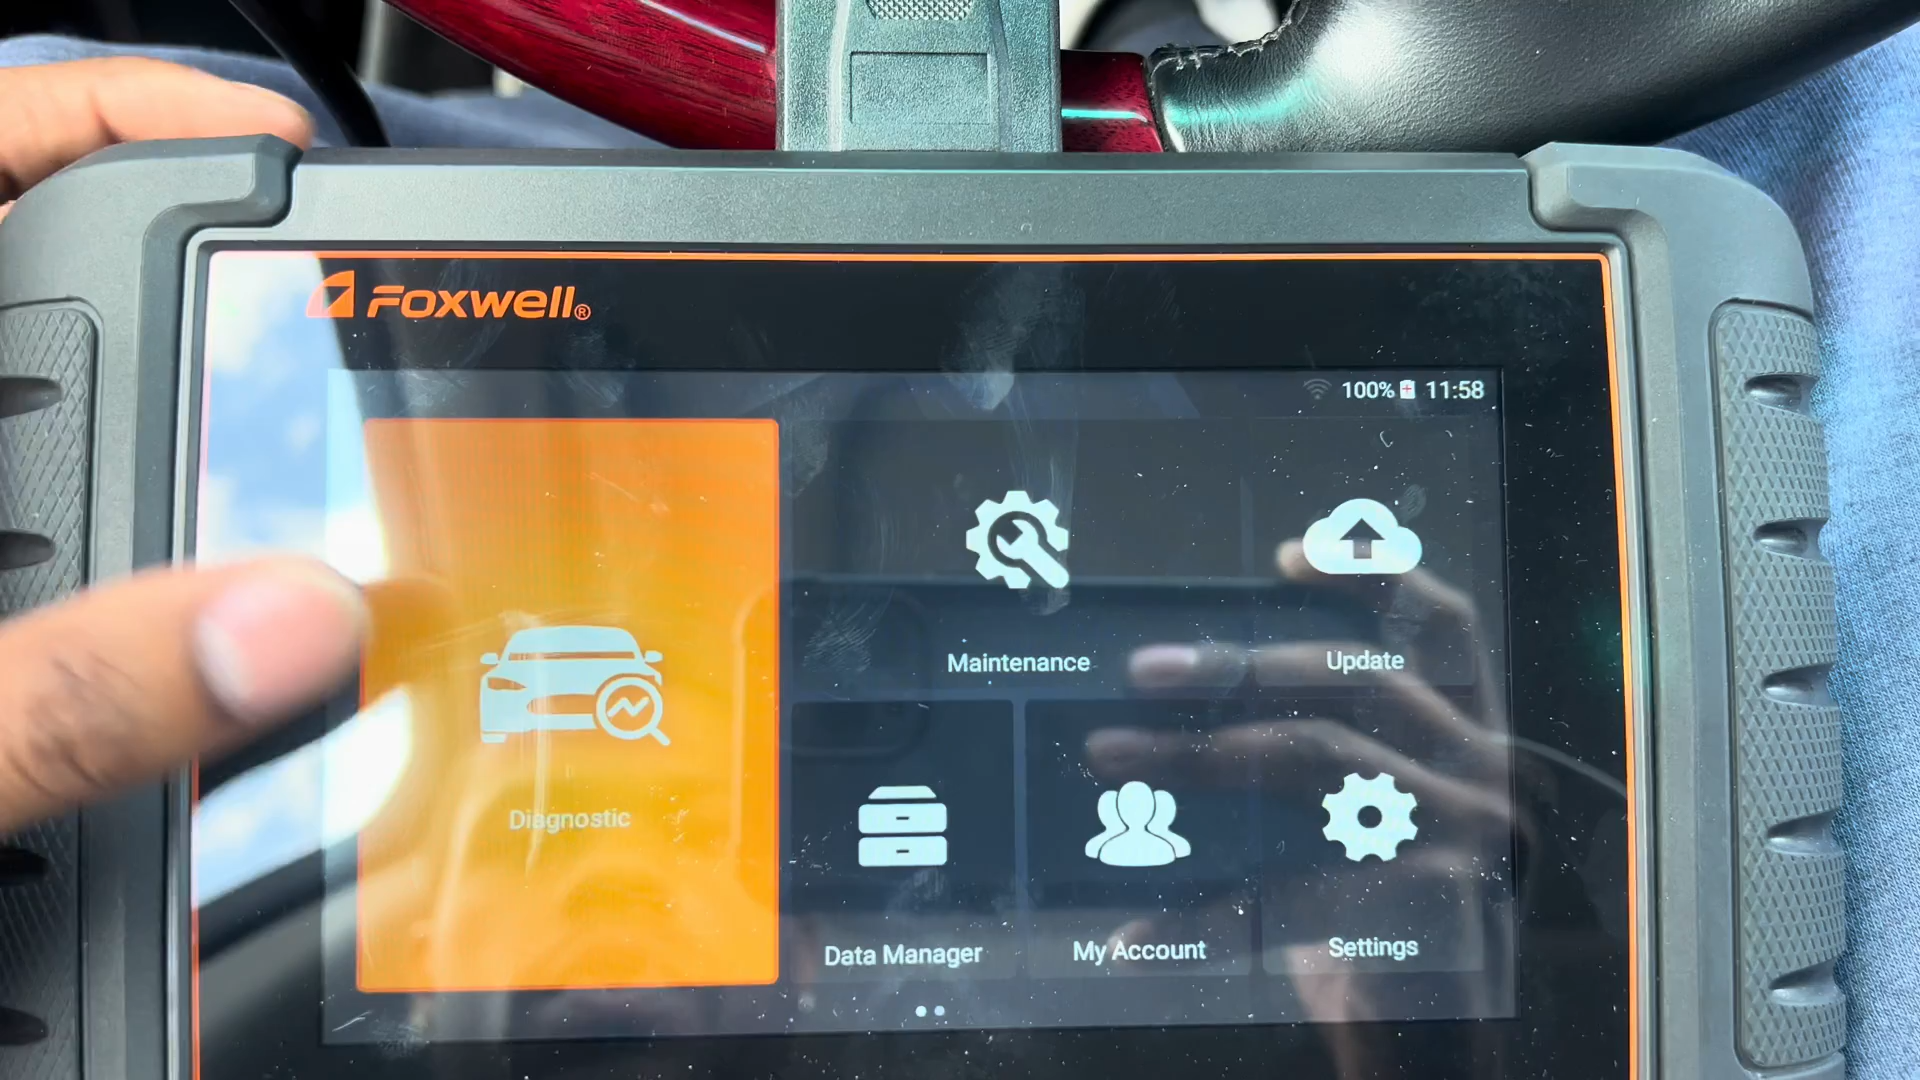 FOXWELL®
100% 11:58
Diagnostic
Maintenance
Update
Data Manager
My Account
Settings